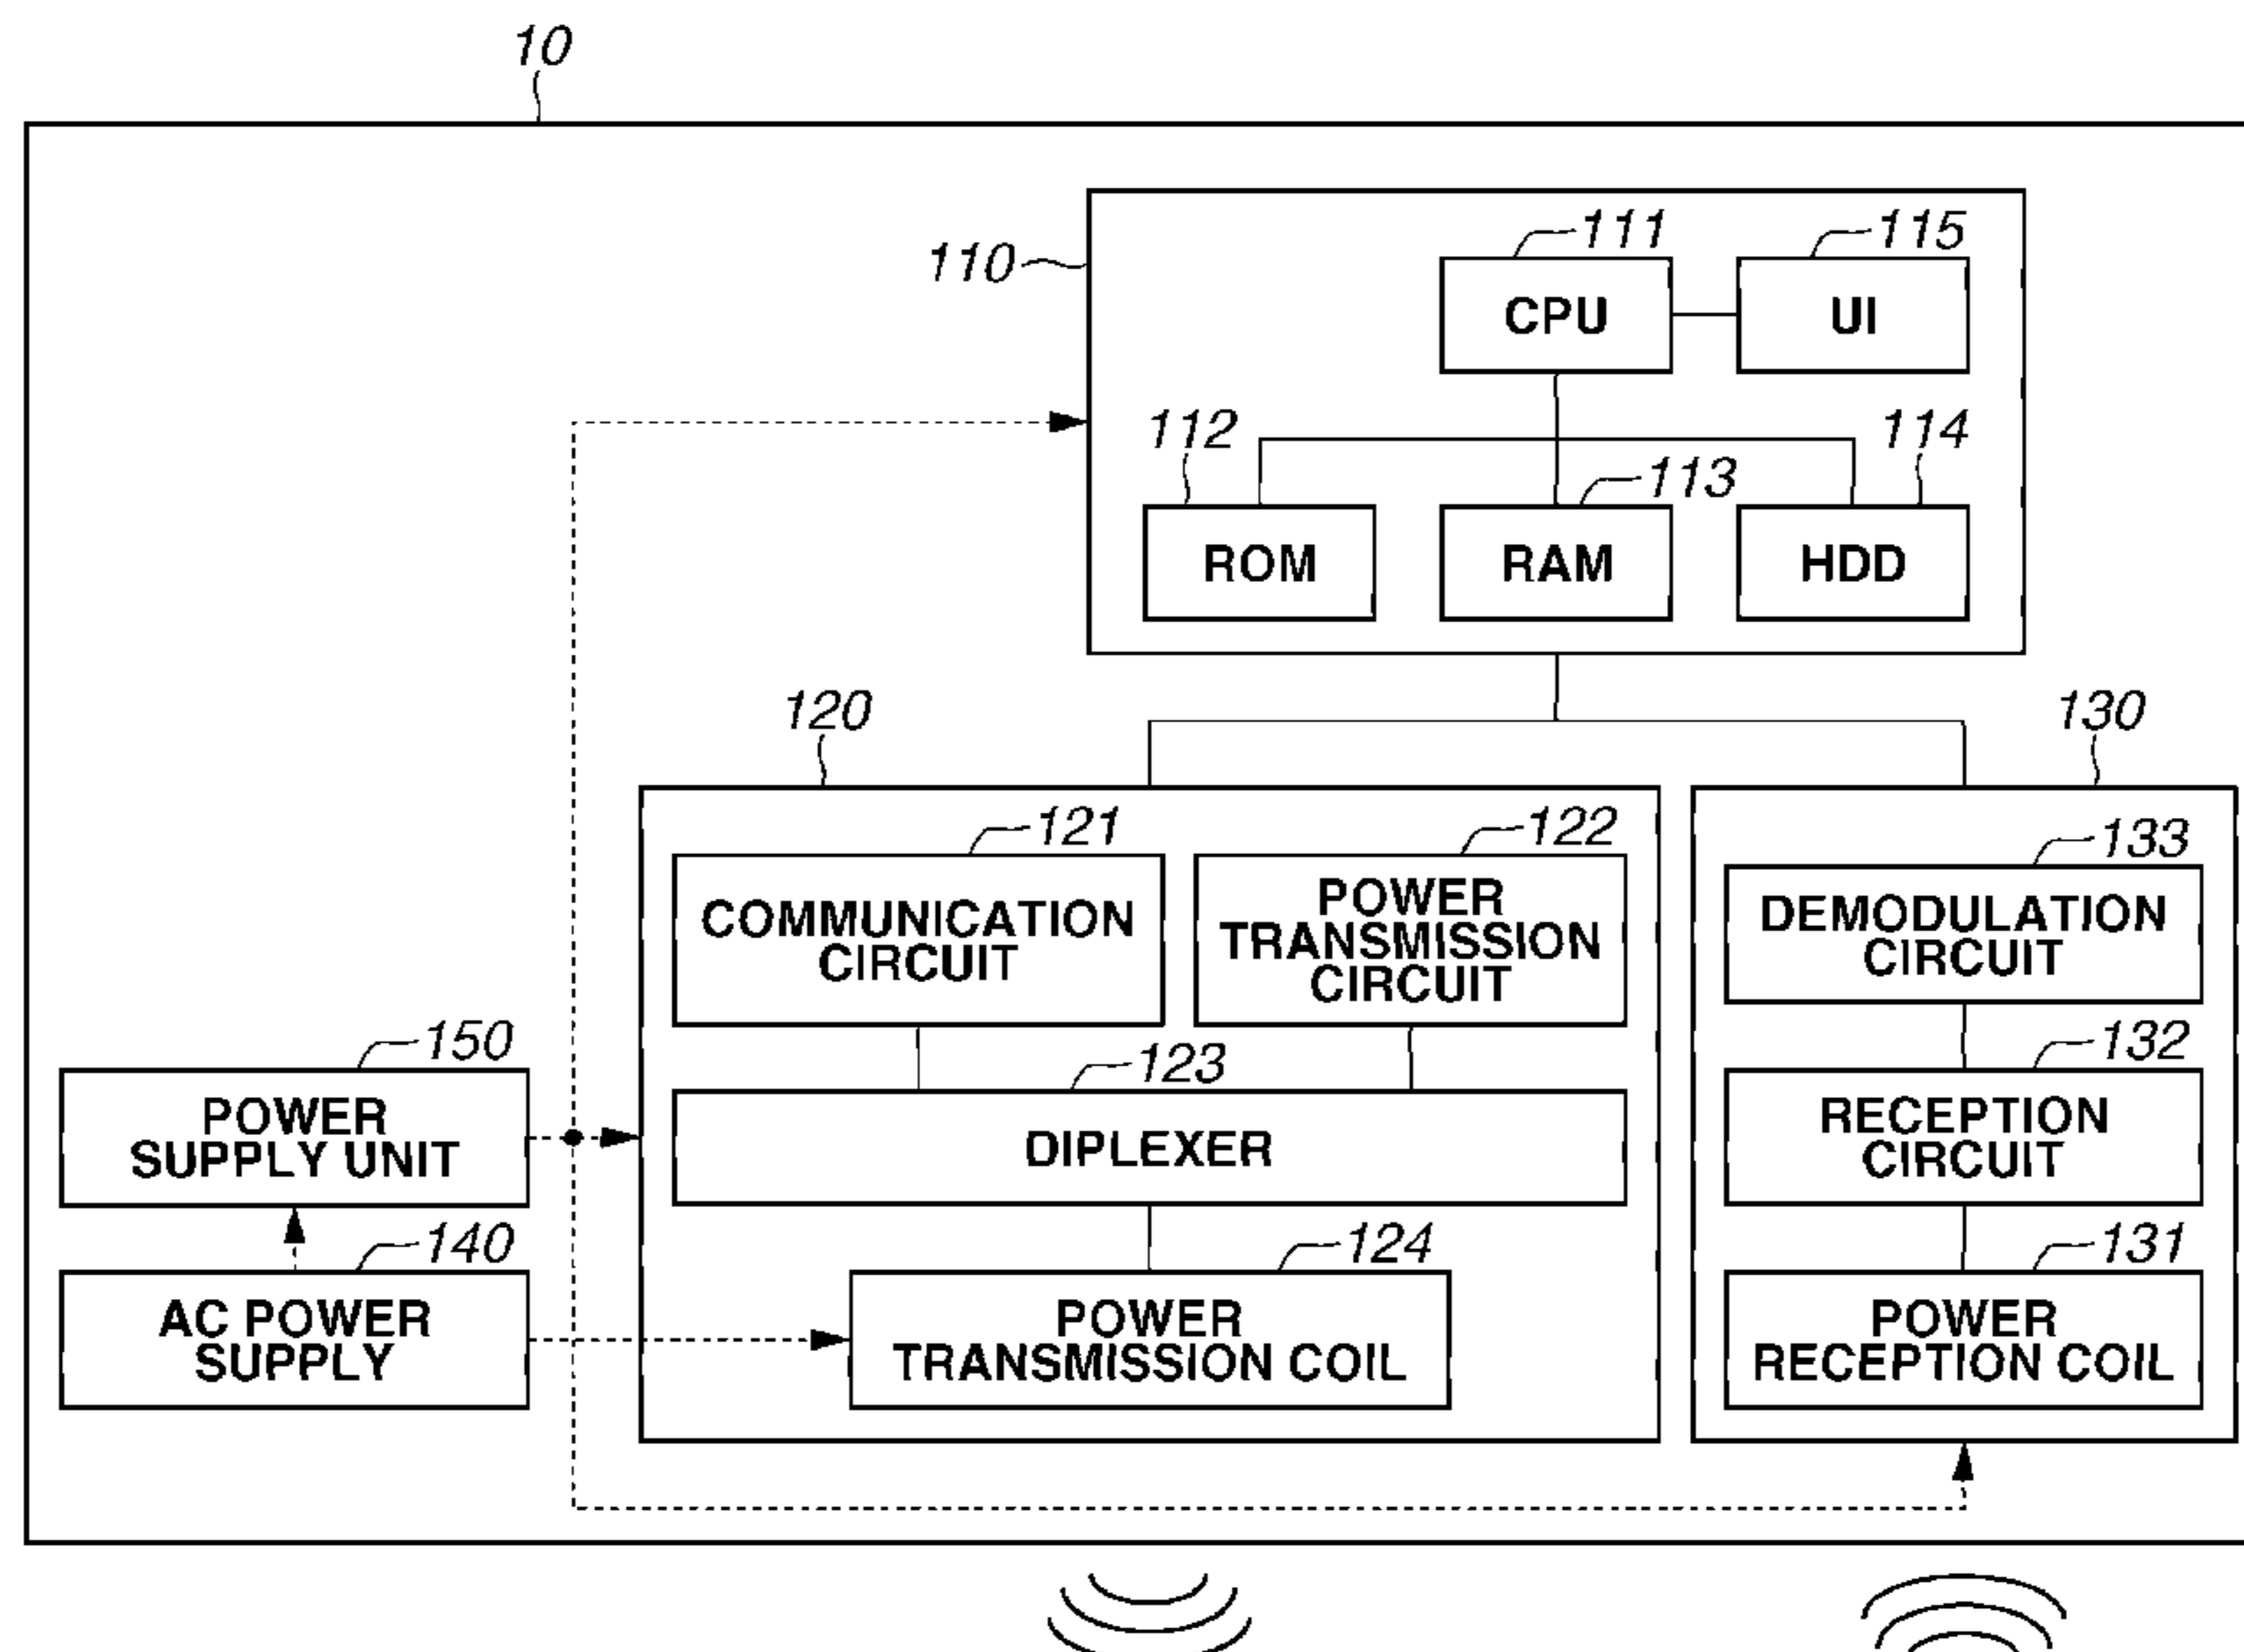 10
110
111
115
CPU
UI
112
114
113
ROM
RAM
HDD
120
130
121
122
133
COMMUNICATION
CIRCUIT
POWER
TRANSMISSION
CIRCUIT
DEMODULATION
CIRCUIT
150
123
132
POWER
SUPPLY UNIT
DIPLEXER
RECEPTION
CIRCUIT
140
124
131
AC POWER
SUPPLY
POWER
TRANSMISSION COIL
POWER
RECEPTION COIL